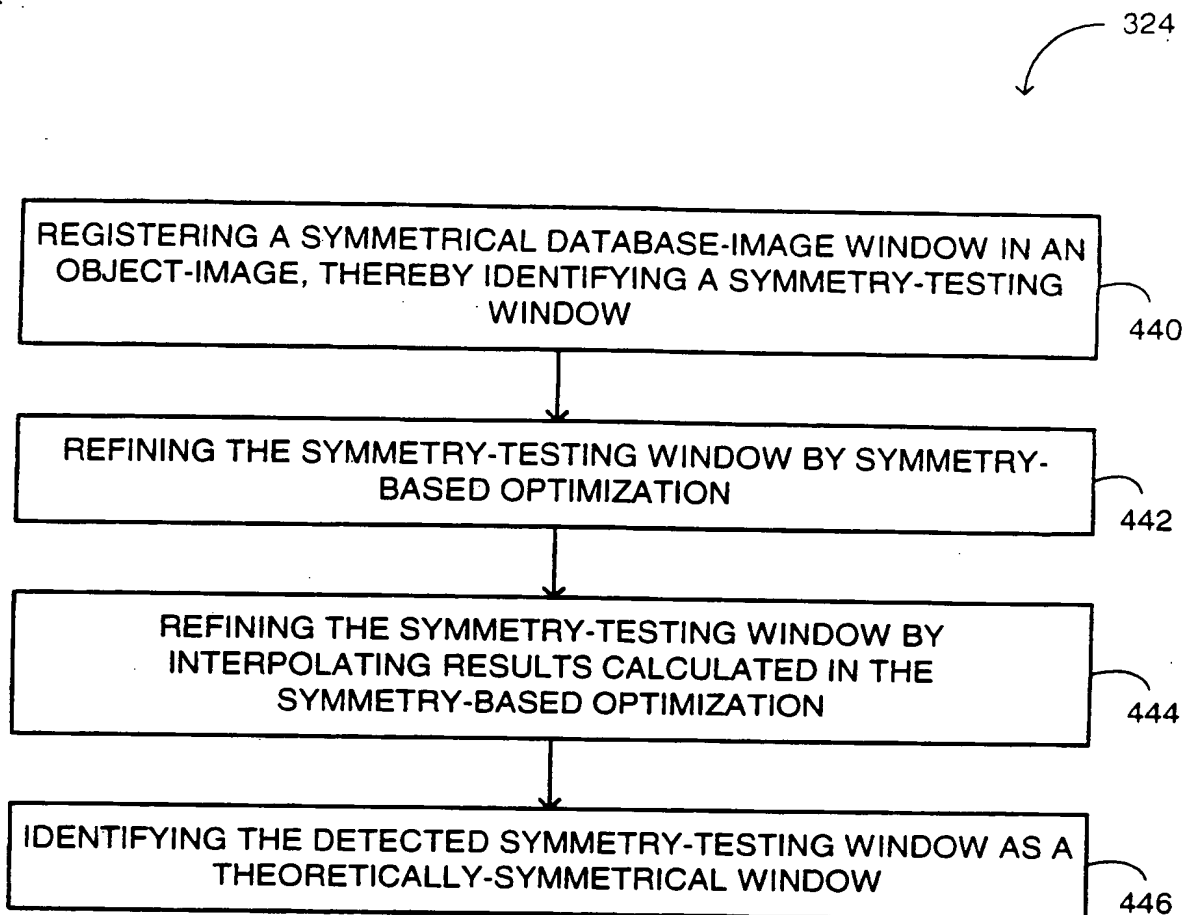 324
REGISTERING A SYMMETRICAL DATABASE-IMAGE WINDOW IN AN
OBJECT-IMAGE, THEREBY IDENTIFYING A SYMMETRY-TESTING
WINDOW
440
REFINING THE SYMMETRY-TESTING WINDOW BY SYMMETRY-
BASED OPTIMIZATION
442
REFINING THE SYMMETRY-TESTING WINDOW BY
INTERPOLATING RESULTS CALCULATED IN THE
SYMMETRY-BASED OPTIMIZATION
444
IDENTIFYING THE DETECTED SYMMETRY-TESTING WINDOW AS A
THEORETICALLY-SYMMETRICAL WINDOW
446